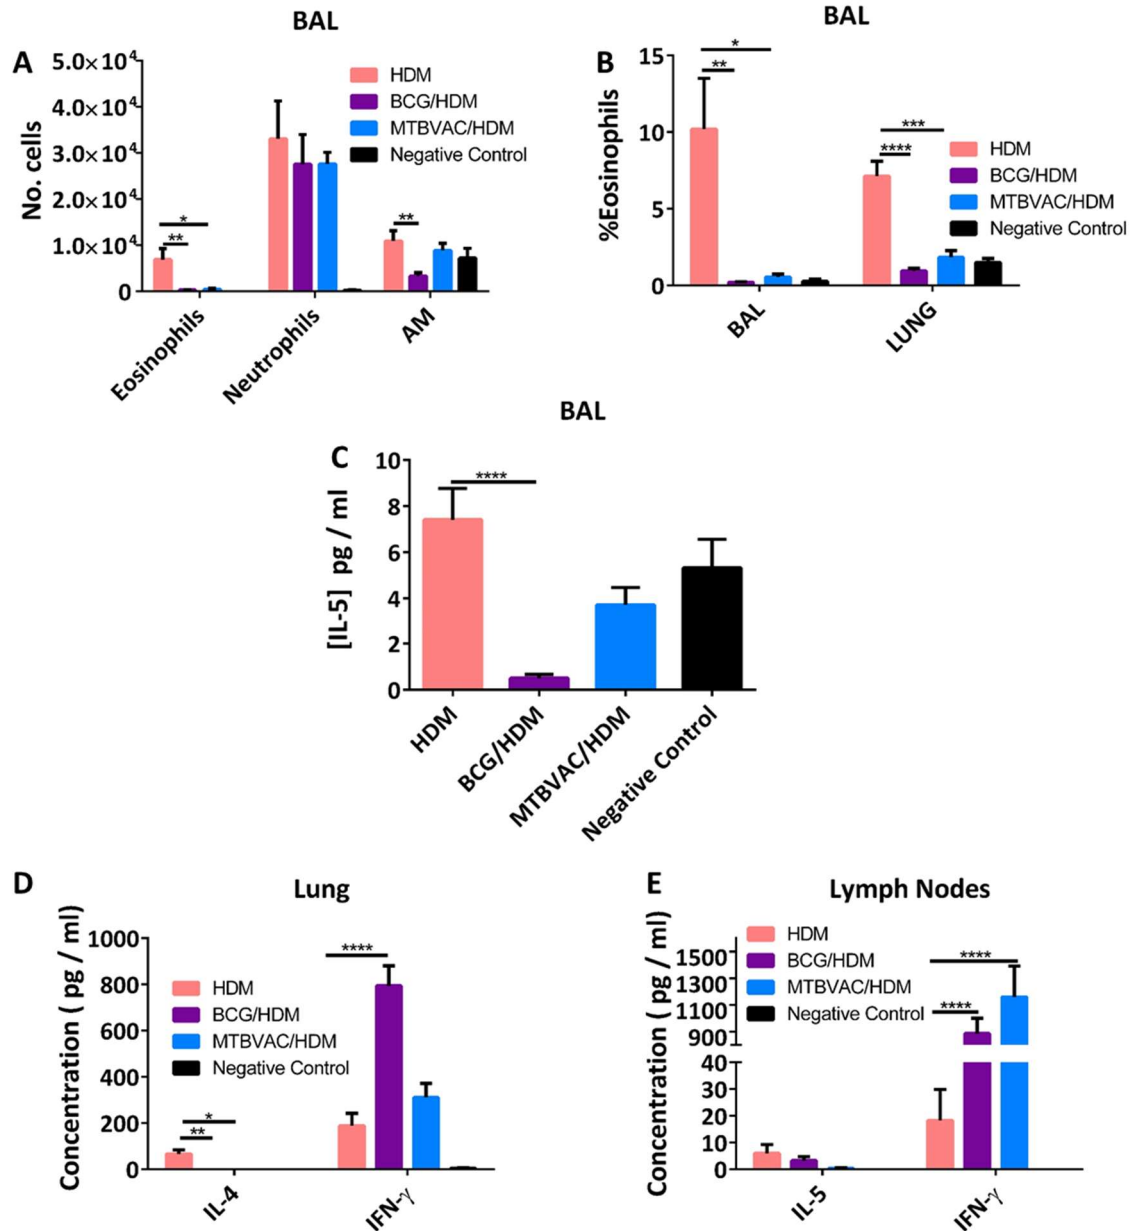 BAL
A
5.0×10⁴
4.0×10⁴
3.0×10⁴
2.0×10⁴
1.0×10⁴
0
No. cells
HDM
BCG/HDM
MTBVAC/HDM
Negative Control
*
**
**
Eosinophils
Neutrophils
AM
BAL
B
15
10
5
0
%Eosinophils
*
**
***
****
HDM
BCG/HDM
MTBVAC/HDM
Negative Control
BAL
LUNG
BAL
C
10
8
6
4
2
0
[IL-5] pg / ml
****
HDM
BCG/HDM
MTBVAC/HDM
Negative Control
D
Lung
Concentration ( pg / ml)
1000
800
600
400
200
0
HDM
BCG/HDM
MTBVAC/HDM
Negative Control
*
**
****
IL-4
IFN-γ
E
Lymph Nodes
Concentration ( pg / ml)
1500
1300
1100
900
40
30
20
10
0
HDM
BCG/HDM
MTBVAC/HDM
Negative Control
****
****
IL-5
IFN-γ